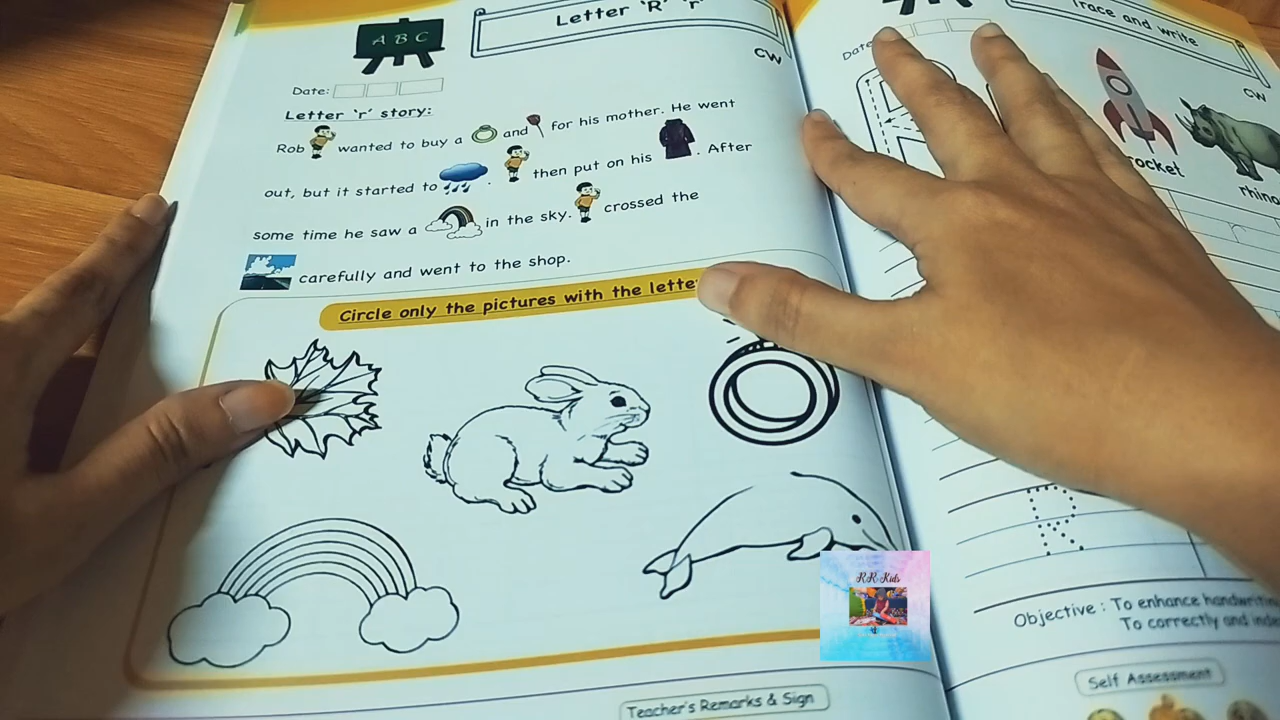 A B C
Letter 'R' 'r'
CW
Date:
Letter 'r' story:
Rob wanted to buy a and for his mother. He went
out, but it started to . then put on his . After
some time he saw a in the sky. crossed the
carefully and went to the shop.
Circle only the pictures with the letter
Teacher's Remarks & Sign
Trace and write
Date
CW
rocket
rhino
R
Objective : To enhance handwriting
To correctly and
Self Assessment
RR Kids